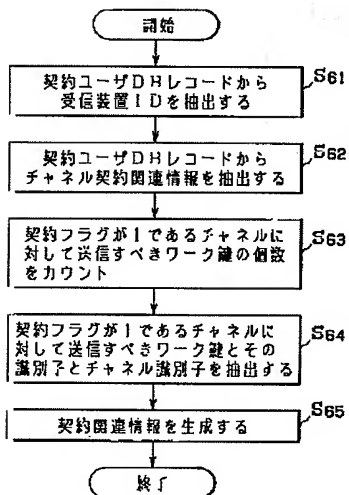 開始
契約ユーザDBレコードから
受信装置IDを抽出する
S61
契約ユーザDBレコードから
チャネル契約関連情報を抽出する
S62
契約フラグが1であるチャネルに
対して送信すべきワーク鍵の個数
をカウント
S63
契約フラグが1であるチャネルに
対して送信すべきワーク鍵とその
識別子とチャネル識別子を抽出する
S64
契約関連情報を生成する
S65
終了